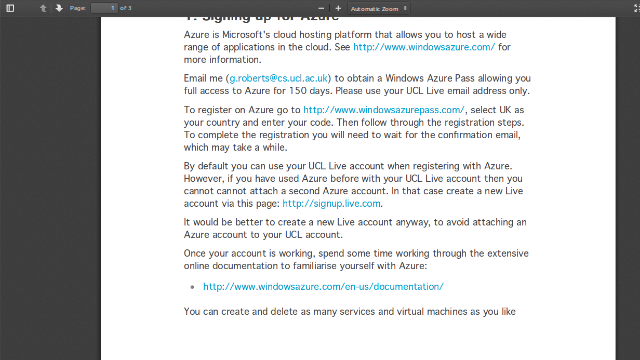 Page: 1 of 3 Automatic Zoom
1. Signing up for Azure
Azure is Microsoft's cloud hosting platform that allows you to host a wide
range of applications in the cloud. See http://www.windowsazure.com/ for
more information.
Email me (g.roberts@cs.ucl.ac.uk) to obtain a Windows Azure Pass allowing you
full access to Azure for 150 days. Please use your UCL Live email address only.
To register on Azure go to http://www.windowsazurepass.com/, select UK as
your country and enter your code. Then follow through the registration steps.
To complete the registration you will need to wait for the confirmation email,
which may take a while.
By default you can use your UCL Live account when registering with Azure.
However, if you have used Azure before with your UCL Live account then you
cannot cannot attach a second Azure account. In that case create a new Live
account via this page: http://signup.live.com.
It would be better to create a new Live account anyway, to avoid attaching an
Azure account to your UCL account.
Once your account is working, spend some time working through the extensive
online documentation to familiarise yourself with Azure:
• http://www.windowsazure.com/en-us/documentation/
You can create and delete as many services and virtual machines as you like